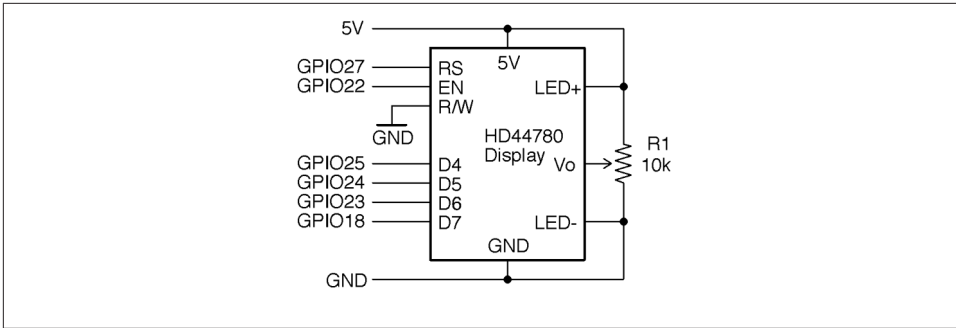 5V
5V
GPIO27 RS
GPIO22 EN LED+
R/W
GND
HD44780
Display
Vo
R1
10k
GPIO25 D4
GPIO24 D5
GPIO23 D6
GPIO18 D7 LED-
GND
GND